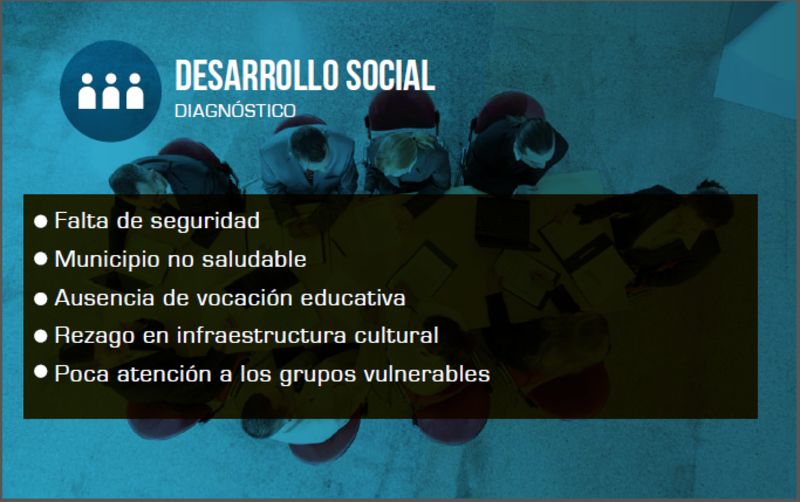 DESARROLLO SOCIAL
DIAGNÓSTICO
Falta de seguridad
Municipio no saludable
Ausencia de vocación educativa
Rezago en infraestructura cultural
Poca atención a los grupos vulnerables